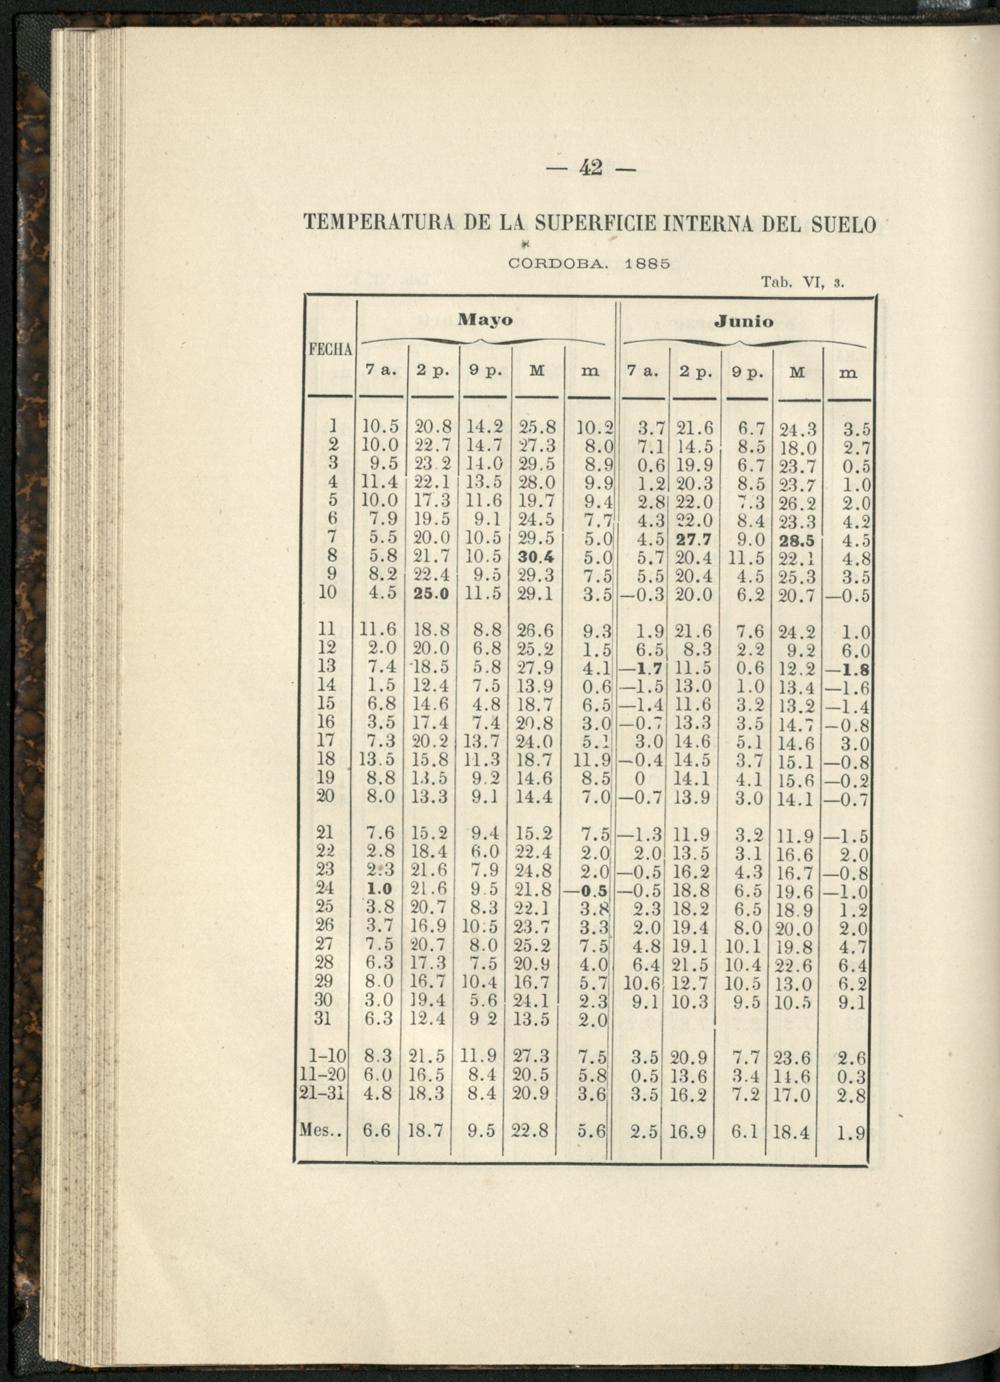 — 42 —
TEMPERATURA DE LA SUPERFICIE INTERNA DEL SUELO
CORDOBA. 1885
Tab. VI, 3.
FECHA Mayo Junio
7 a. 2 p. 9 p. M m 7 a. 2 p. 9 p. M m
1 10.5 20.8 14.2 25.8 10.2 3.7 21.6 6.7 24.3 3.5
2 10.0 22.7 14.7 27.3 8.0 7.1 14.5 8.5 18.0 2.7
3 9.5 23.2 14.0 29.5 8.9 0.6 19.9 6.7 23.7 0.5
4 11.4 22.1 13.5 28.0 9.9 1.2 20.3 8.5 23.7 1.0
5 10.0 17.3 11.6 19.7 9.4 2.8 22.0 7.3 26.2 2.0
6 7.9 19.5 9.1 24.5 7.7 4.3 22.0 8.4 23.3 4.2
7 5.5 20.0 10.5 29.5 5.0 4.5 27.7 9.0 28.5 4.5
8 5.8 21.7 10.5 30.4 5.0 5.7 20.4 11.5 22.1 4.8
9 8.2 22.4 9.5 29.3 7.5 5.5 20.4 4.5 25.3 3.5
10 4.5 25.0 11.5 29.1 3.5 —0.3 20.0 6.2 20.7 —0.5
11 11.6 18.8 8.8 26.6 9.3 1.9 21.6 7.6 24.2 1.0
12 2.0 20.0 6.8 25.2 1.5 6.5 8.3 2.2 9.2 6.0
13 7.4 18.5 5.8 27.9 4.1 —1.7 11.5 0.6 12.2 —1.8
14 1.5 12.4 7.5 13.9 0.6 —1.5 13.0 1.0 13.4 —1.6
15 6.8 14.6 4.8 18.7 6.5 —1.4 11.6 3.2 13.2 —1.4
16 3.5 17.4 7.4 20.8 3.0 —0.7 13.3 3.5 14.7 —0.8
17 7.3 20.2 13.7 24.0 5.1 3.0 14.6 5.1 14.6 3.0
18 13.5 15.8 11.3 18.7 11.9 —0.4 14.5 3.7 15.1 —0.8
19 8.8 13.5 9.2 14.6 8.5 0 14.1 4.1 15.6 —0.2
20 8.0 13.3 9.1 14.4 7.0 —0.7 13.9 3.0 14.1 —0.7
21 7.6 15.2 9.4 15.2 7.5 —1.3 11.9 3.2 11.9 —1.5
22 2.8 18.4 6.0 22.4 2.0 2.0 13.5 3.1 16.6 2.0
23 2.3 21.6 7.9 24.8 2.0 —0.5 16.2 4.3 16.7 —0.8
24 1.0 21.6 9.5 21.8 —0.5 —0.5 18.8 6.5 19.6 —1.0
25 3.8 20.7 8.3 22.1 3.8 2.3 18.2 6.5 18.9 1.2
26 3.7 16.9 10.5 23.7 3.3 2.0 19.4 8.0 20.0 2.0
27 7.5 20.7 8.0 25.2 7.5 4.8 19.1 10.1 19.8 4.7
28 6.3 17.3 7.5 20.9 4.0 6.4 21.5 10.4 22.6 6.4
29 8.0 16.7 10.4 16.7 5.7 10.6 12.7 10.5 13.0 6.2
30 3.0 19.4 5.6 24.1 2.3 9.1 10.3 9.5 10.5 9.1
31 6.3 12.4 9 2 13.5 2.0
1-10 8.3 21.5 11.9 27.3 7.5 3.5 20.9 7.7 23.6 2.6
11-20 6.0 16.5 8.4 20.5 5.8 0.5 13.6 3.4 14.6 0.3
21-31 4.8 18.3 8.4 20.9 3.6 3.5 16.2 7.2 17.0 2.8
Mes.. 6.6 18.7 9.5 22.8 5.6 2.5 16.9 6.1 18.4 1.9